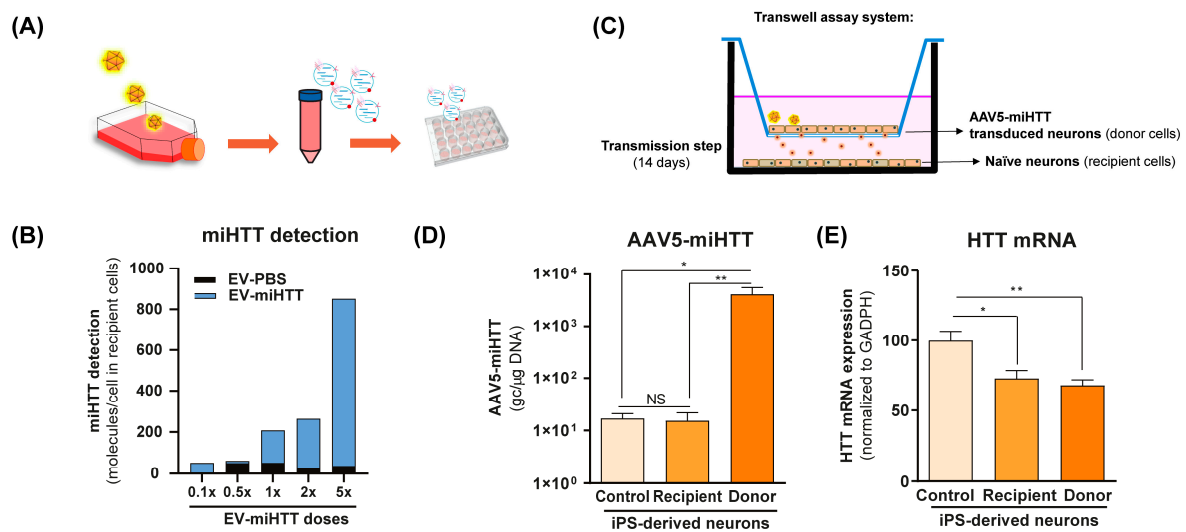 (A)
(C)
Transwell assay system:
Transmission step
(14 days)
AAV5-miHTT
transduced neurons (donor cells)
Naïve neurons (recipient cells)
(B)
miHTT detection
miHTT detection
(molecules/cell in recipient cells)
1000
800
600
400
200
0
EV-PBS
EV-miHTT
0.1x 0.5x 1x 2x 5x
EV-miHTT doses
(D)
AAV5-miHTT
AAV5-miHTT
(gc/µg DNA)
1×10⁴
1×10³
1×10²
1×10¹
1×10⁰
*
**
NS
Control Recipient Donor
iPS-derived neurons
(E)
HTT mRNA
HTT mRNA expression
(normalized to GADPH)
150
100
50
0
**
*
Control Recipient Donor
iPS-derived neurons